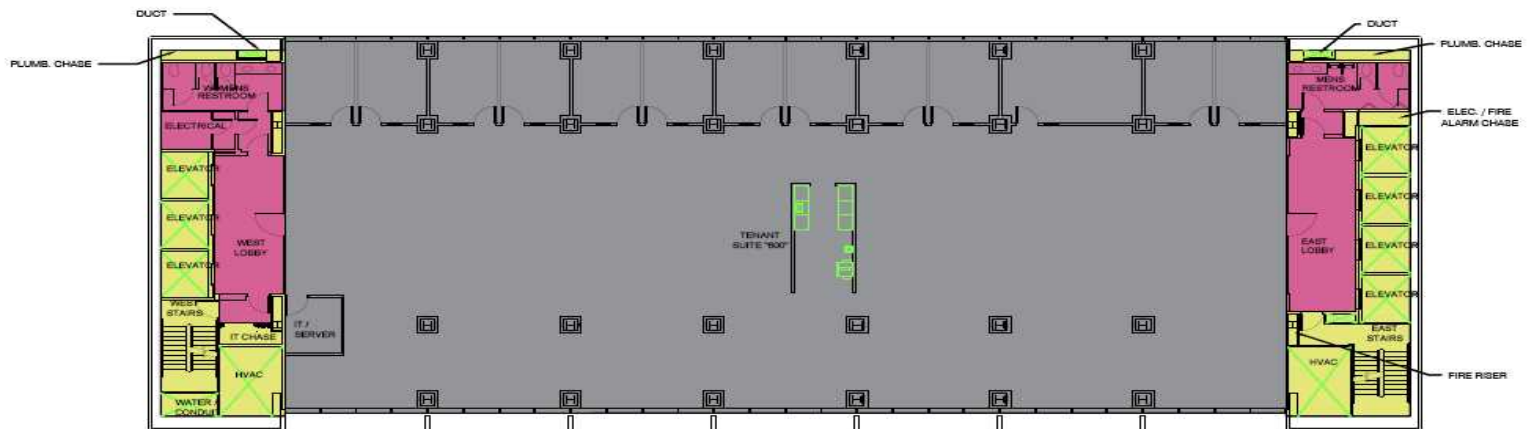 DUCT
PLUMB. CHASE
WOMENS
RESTROOM
ELECTRICAL
ELEVATOR
ELEVATOR
WEST
LOBBY
ELEVATOR
WEST
STAIRS
IT CHASE
HVAC
WATER /
CONDUIT
IT /
SERVER
TENANT
SUITE "600"
DUCT
PLUMB. CHASE
MENS
RESTROOM
ELEC. / FIRE
ALARM CHASE
ELEVATOR
ELEVATOR
EAST
LOBBY
ELEVATOR
ELEVATOR
EAST
STAIRS
HVAC
FIRE RISER